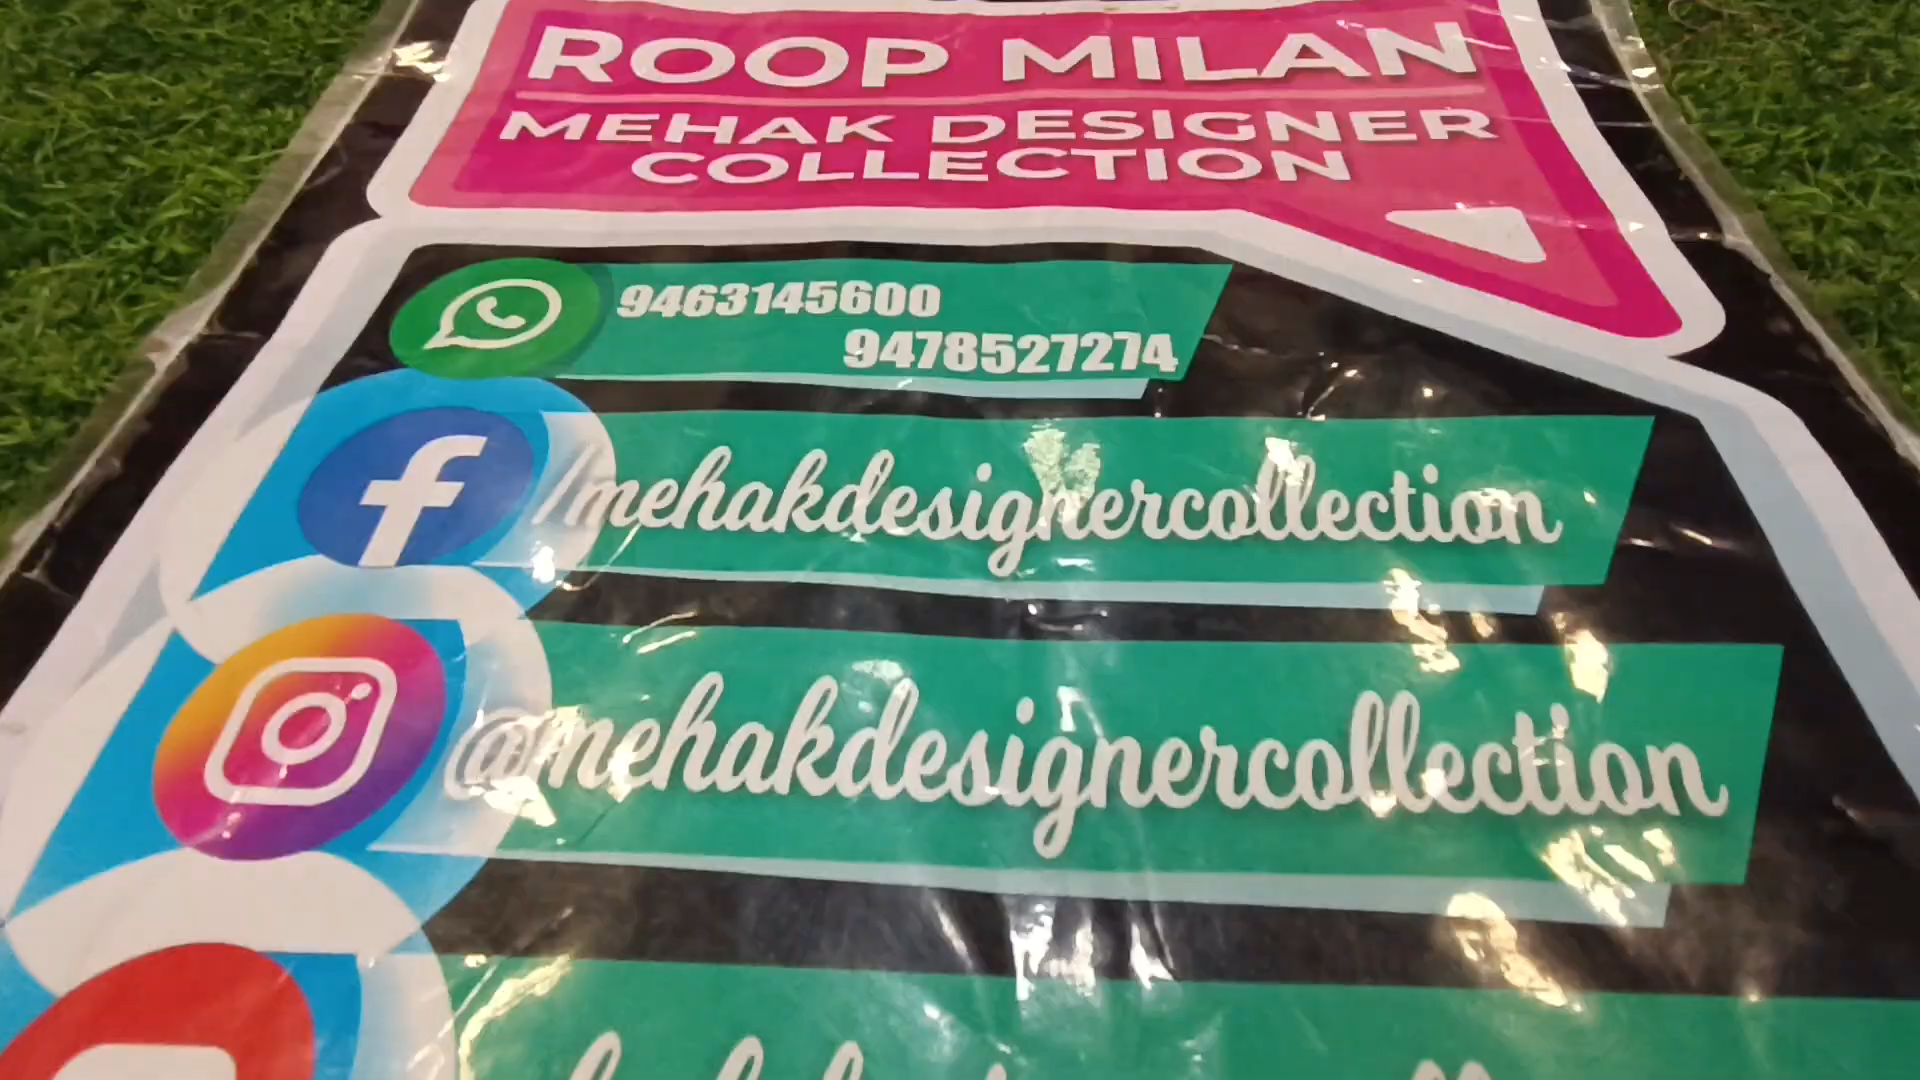 ROOP MILAN
MEHAK DESIGNER
COLLECTION
9463145600
9478527274
/mehakdesignercollection
@mehakdesignercollection